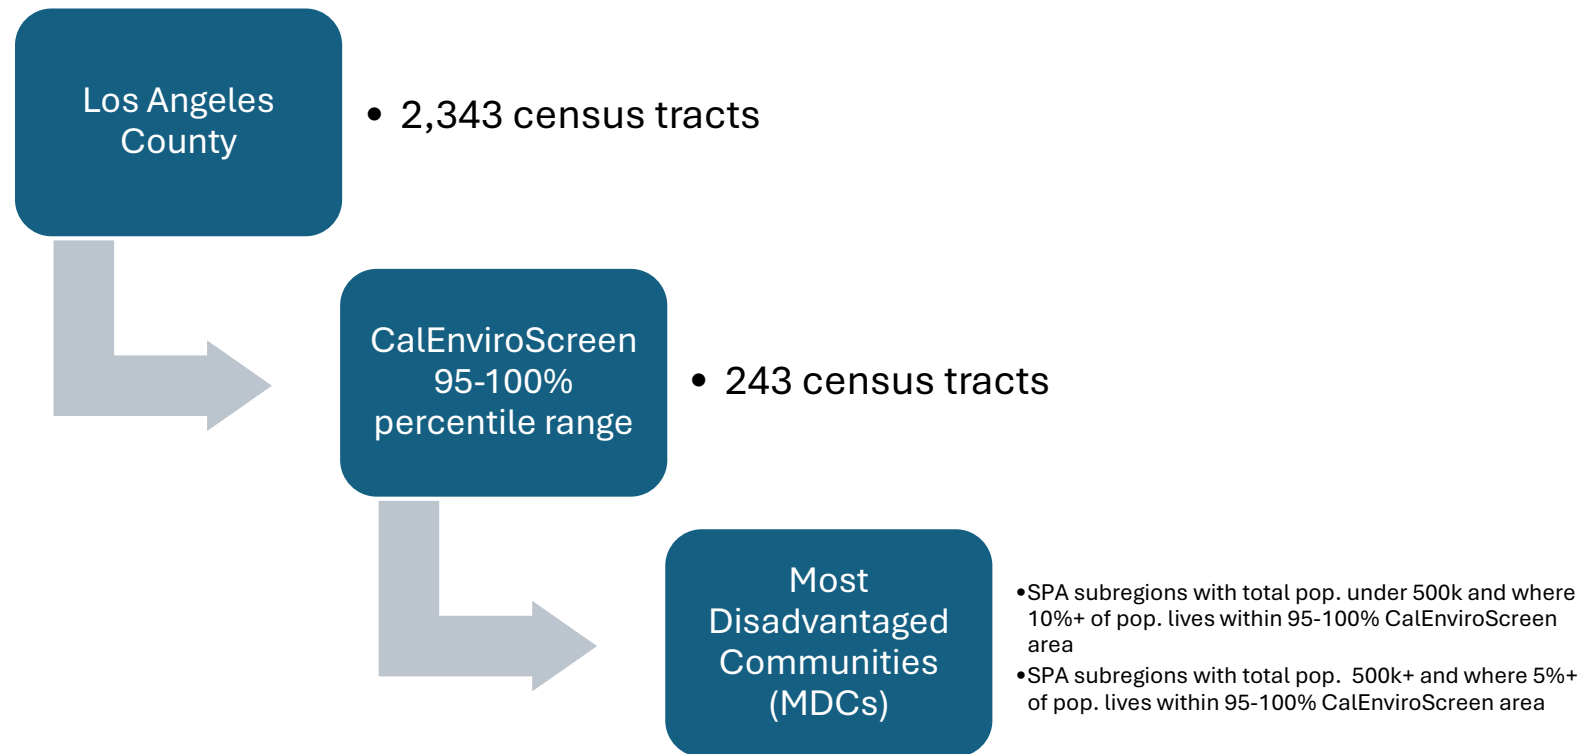 Los Angeles
County
• 2,343 census tracts
CalEnviroScreen
95-100%
percentile range
• 243 census tracts
Most
Disadvantaged
Communities
(MDCs)
•SPA subregions with total pop. under 500k and where
10%+ of pop. lives within 95-100% CalEnviroScreen
area
•SPA subregions with total pop.  500k+ and where 5%+
of pop. lives within 95-100% CalEnviroScreen area